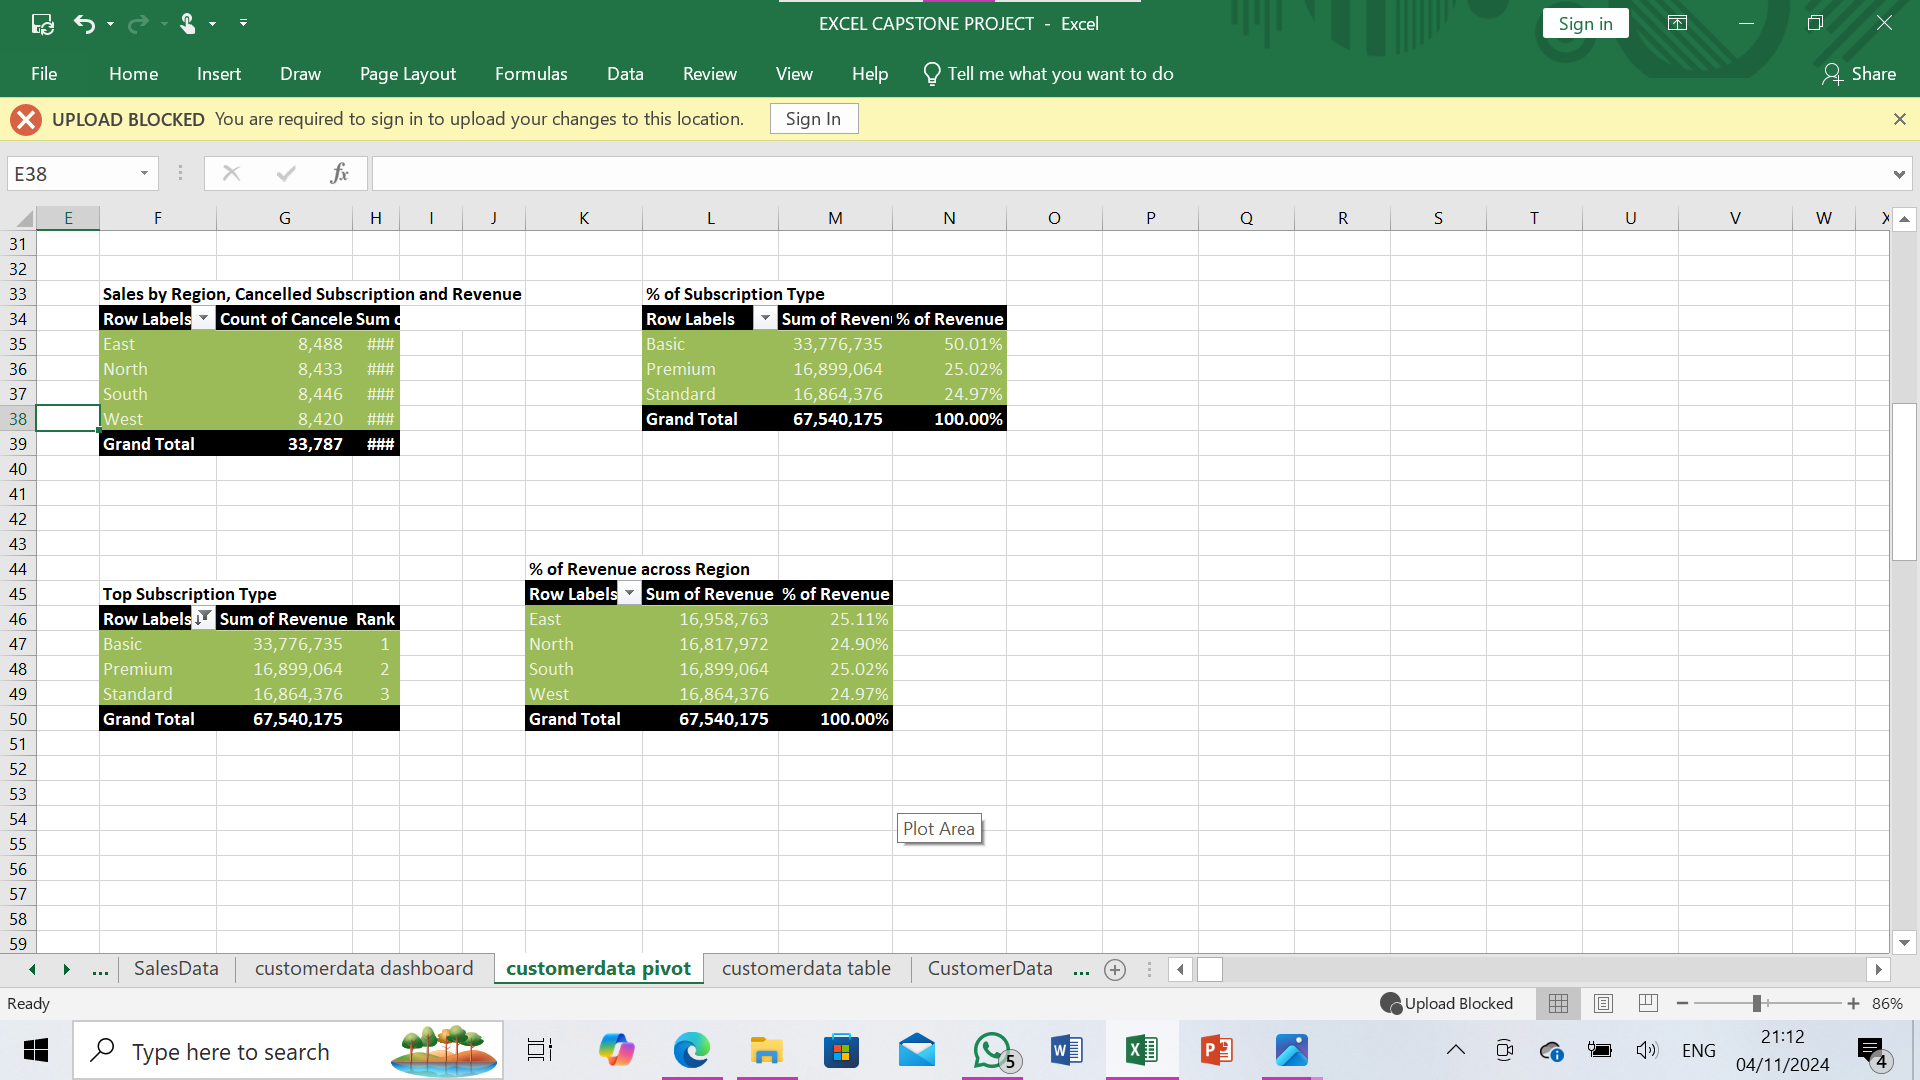 EXCEL CAPSTONE PROJECT - Excel
Sign in
File Home Insert Draw Page Layout Formulas Data Review View Help Tell me what you want to do Share
UPLOAD BLOCKED You are required to sign in to upload your changes to this location. Sign In
E38 fx
E F G H I J K L M N O P Q R S T U V W X
31
32
33 Sales by Region, Cancelled Subscription and Revenue % of Subscription Type
34 Row Labels Count of Cancele Sum Row Labels Sum of Reven % of Revenue
35 East 8,488 ### Basic 33,776,735 50.01%
36 North 8,433 ### Premium 16,899,064 25.02%
37 South 8,446 ### Standard 16,864,376 24.97%
38 West 8,420 ### Grand Total 67,540,175 100.00%
39 Grand Total 33,787 ###
40
41
42
43
44 % of Revenue across Region
45 Top Subscription Type Row Labels Sum of Revenue % of Revenue
46 Row Labels Sum of Revenue Rank East 16,958,763 25.11%
47 Basic 33,776,735 1 North 16,817,972 24.90%
48 Premium 16,899,064 2 South 16,899,064 25.02%
49 Standard 16,864,376 3 West 16,864,376 24.97%
50 Grand Total 67,540,175 Grand Total 67,540,175 100.00%
51
52
53
54 Plot Area
55
56
57
58
59
... SalesData customerdata dashboard customerdata pivot customerdata table CustomerData ...
Ready Upload Blocked 86%
Type here to search 5 ENG 21:12
04/11/2024 4